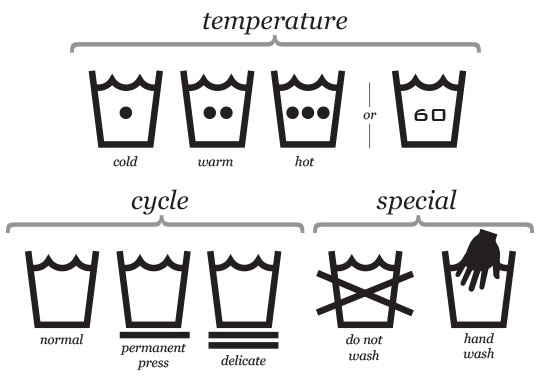 temperature
or
60
cold
warm
hot
cycle
special
normal
permanent
press
delicate
do not
wash
hand
wash